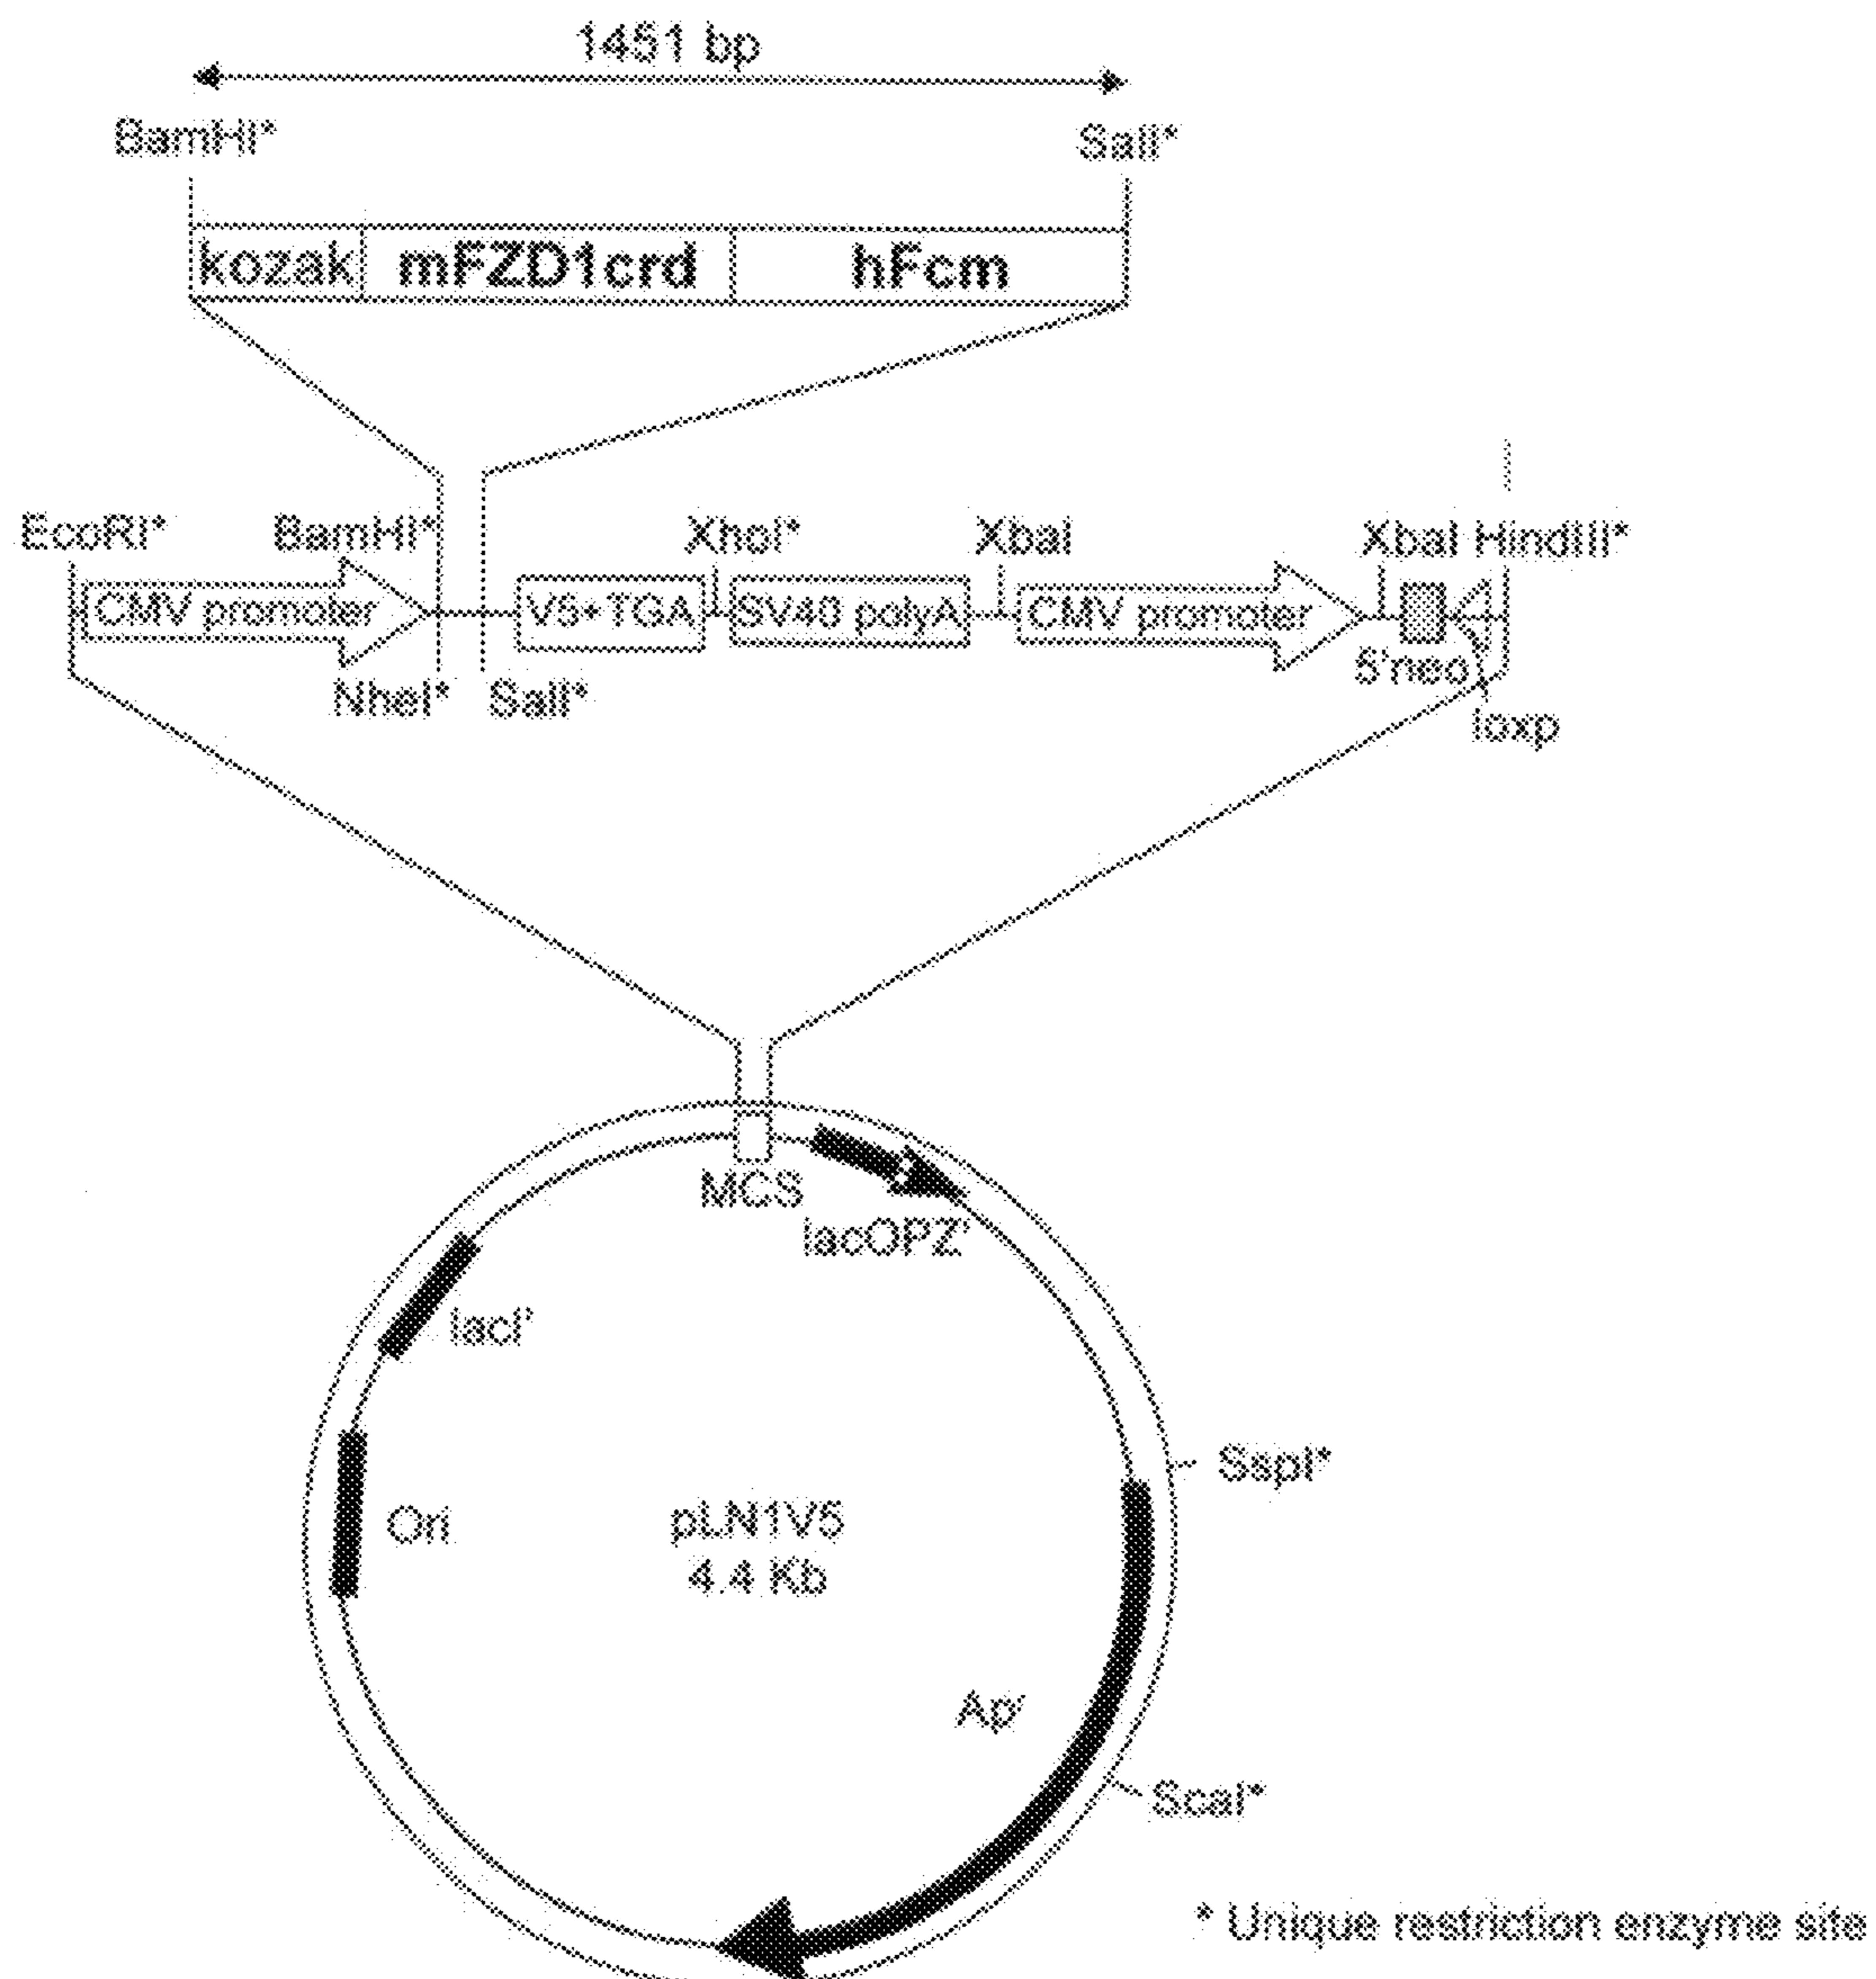 1451 bp
BamHI* SalI*
kozak mFZD1crd hFcm
EcoRI* BamHI* XhoI* XbaI XbaI HindIII*
CMV promoter V5+TGA SV40 polyA CMV promoter
5'neo
NheI* SalI*
loxp
MCS
lacOPZ'
lacI'
SspI*
Ori
pLN1V5
4.4 Kb
Ap'
ScaI*
* Unique restriction enzyme site